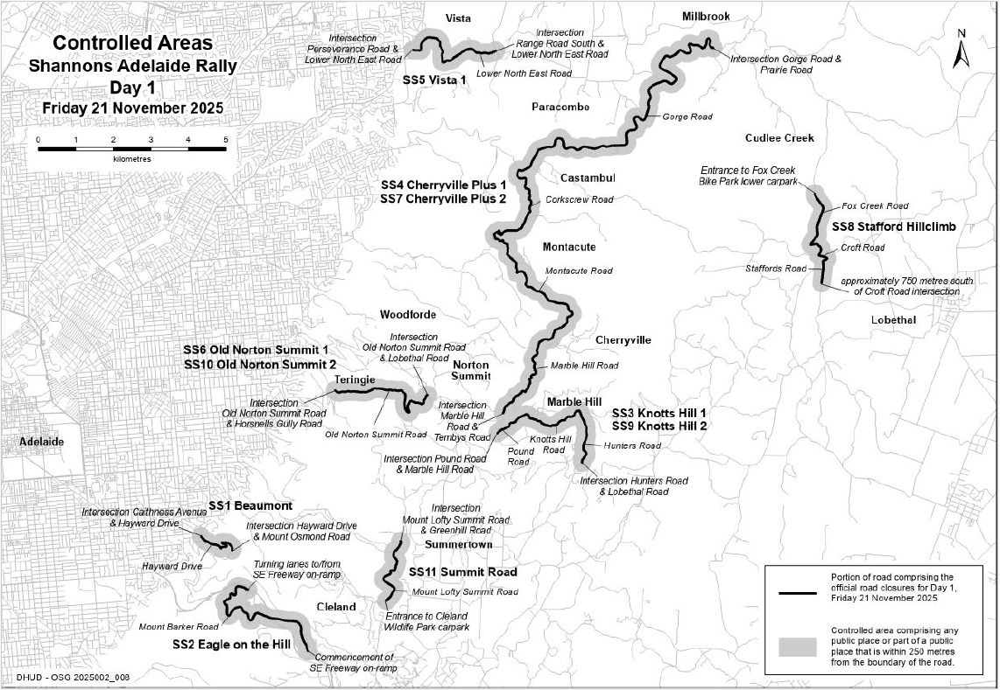 Controlled Areas
Shannons Adelaide Rally
Day 1
Friday 21 November 2025
0 1 2 3 4 5
kilometres
N
Vista
Intersection
Perseverance Road &
Lower North East Road
Intersection
Range Road South &
Lower North East Road
Lower North East Road
SS5 Vista 1
Millbrook
Intersection Gorge Road &
Prairie Road
Paracombe
Gorge Road
Cudlee Creek
Entrance to Fox Creek
Bike Park lower carpark
Castambul
SS4 Cherryville Plus 1
SS7 Cherryville Plus 2
Corkscrew Road
Fox Creek Road
SS8 Stafford Hillclimb
Croft Road
Staffords Road
approximately 750 metres south
of Croft Road intersection
Lobethal
Montacute
Montacute Road
Woodforde
Intersection
Old Norton Summit Road
& Lobethal Road
Cherryville
SS6 Old Norton Summit 1
SS10 Old Norton Summit 2
Norton
Summit
Marble Hill Road
Teringie
Intersection
Old Norton Summit Road
& Horsnells Gully Road
Old Norton Summit Road
Intersection
Marble Hill
Road &
Ternbys Road
Marble Hill
SS3 Knotts Hill 1
SS9 Knotts Hill 2
Knotts Hill
Road
Hunters Road
Pound
Road
Intersection Pound Road
& Marble Hill Road
Intersection Hunters Road
& Lobethal Road
Adelaide
SS1 Beaumont
Intersection Caithness Avenue
& Hayward Drive
Intersection Hayward Drive
& Mount Osmond Road
Hayward Drive
Intersection
Mount Lofty Summit Road
& Greenhill Road
Summertown
SS11 Summit Road
Mount Lofty Summit Road
Entrance to Cleland
Wildlife Park carpark
Turning lanes to/from
SE Freeway on-ramp
Cleland
Mount Barker Road
SS2 Eagle on the Hill
Commencement of
SE Freeway on-ramp
Portion of road comprising the
official road closures for Day 1,
Friday 21 November 2025
Controlled area comprising any
public place or part of a public
place that is within 250 metres
from the boundary of the road.
DHUD - OSG 2025002_008